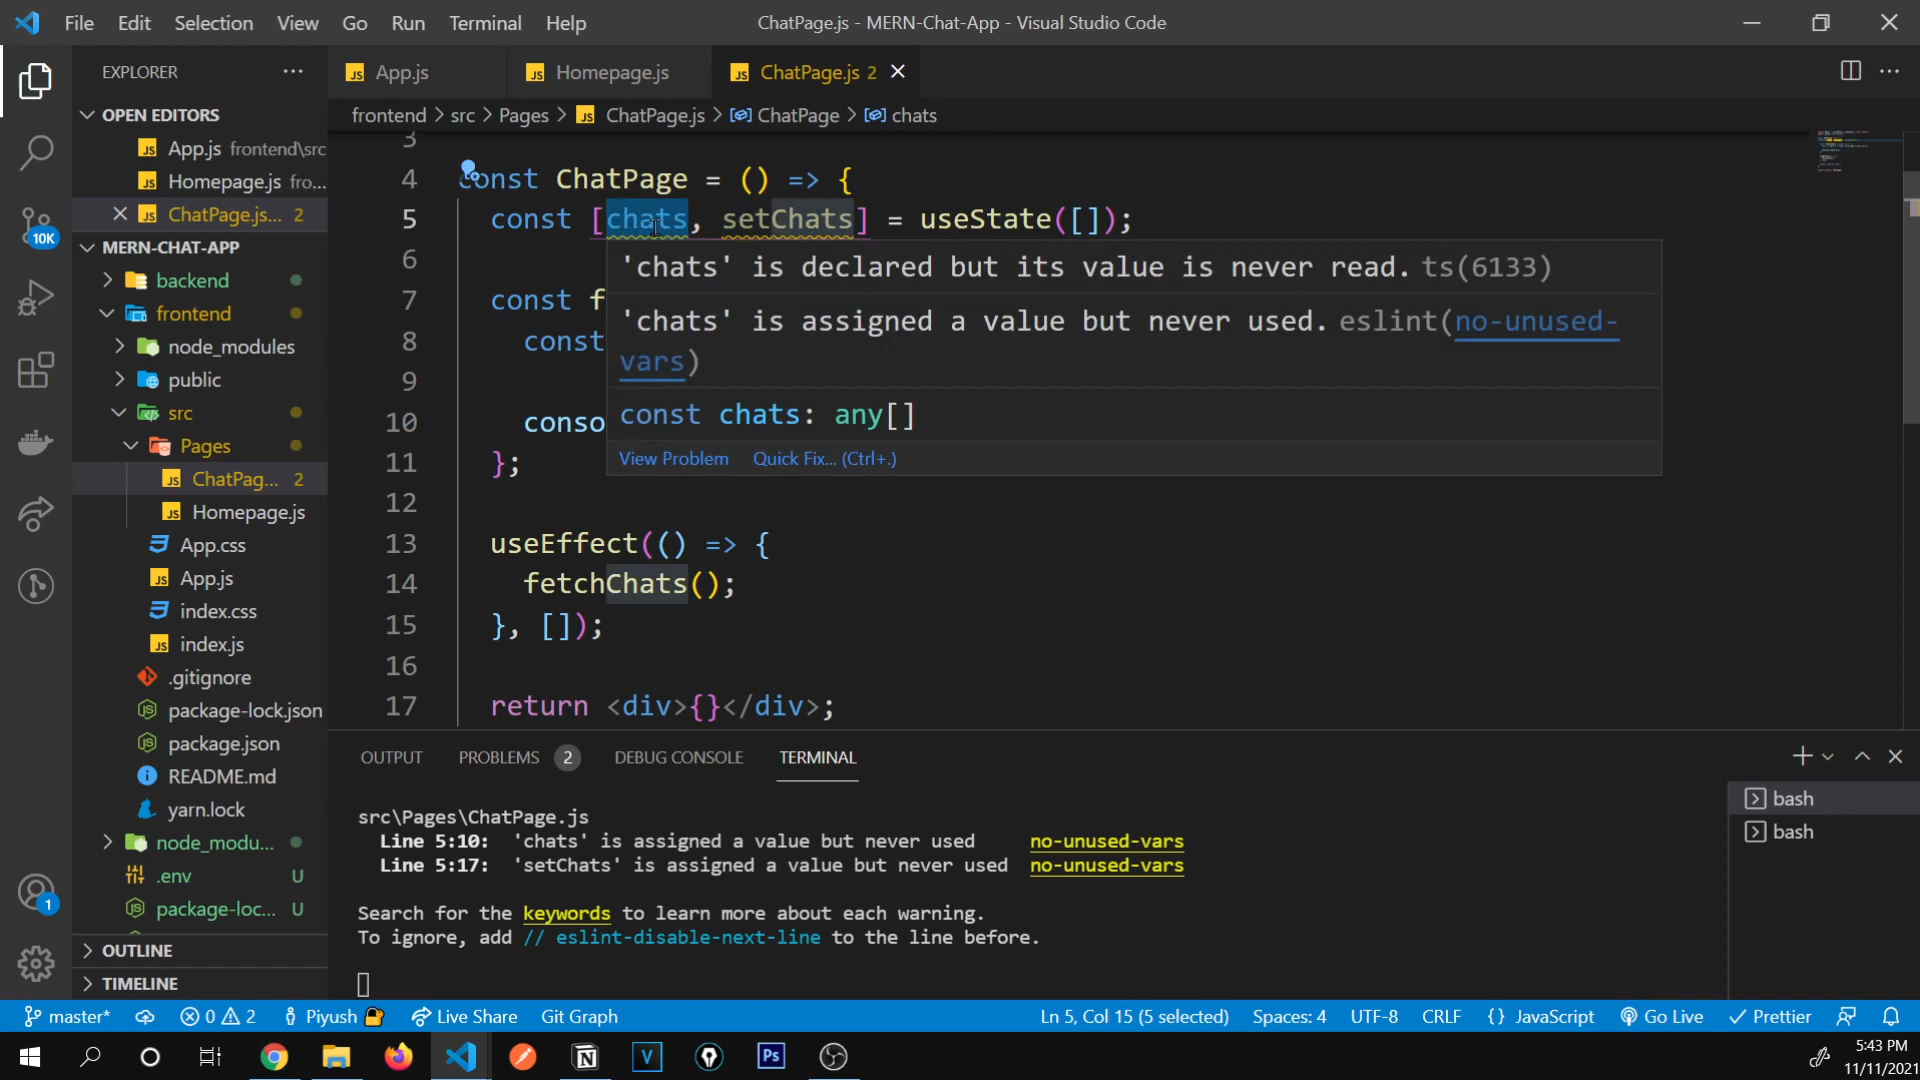 File Edit Selection View Go Run Terminal Help
ChatPage.js - MERN-Chat-App - Visual Studio Code
EXPLORER
App.js
Homepage.js
ChatPage.js 2
OPEN EDITORS
frontend > src > Pages > ChatPage.js > ChatPage > chats
App.js frontend\src
Homepage.js fro...
ChatPage.js... 2
MERN-CHAT-APP
backend
frontend
node_modules
public
src
Pages
ChatPag... 2
Homepage.js
App.css
App.js
index.css
index.js
.gitignore
package-lock.json
package.json
README.md
yarn.lock
node_modu...
.env U
package-loc... U
OUTLINE
TIMELINE
10K
1
3
4 const ChatPage = () => {
5 const [chats, setChats] = useState([]);
6
7 const f
8 const
9
10 conso
11 };
12
13 useEffect(() => {
14 fetchChats();
15 }, []);
16
17 return <div>{}</div>;
'chats' is declared but its value is never read. ts(6133)
'chats' is assigned a value but never used. eslint(no-unused-
vars)
const chats: any[]
View Problem Quick Fix... (Ctrl+.)
OUTPUT PROBLEMS 2 DEBUG CONSOLE TERMINAL
src\Pages\ChatPage.js
Line 5:10: 'chats' is assigned a value but never used no-unused-vars
Line 5:17: 'setChats' is assigned a value but never used no-unused-vars
Search for the keywords to learn more about each warning.
To ignore, add // eslint-disable-next-line to the line before.
bash
bash
master* 0 2 Piyush Live Share Git Graph
Ln 5, Col 15 (5 selected) Spaces: 4 UTF-8 CRLF {} JavaScript Go Live Prettier
V
Ps
5:43 PM
11/11/2021